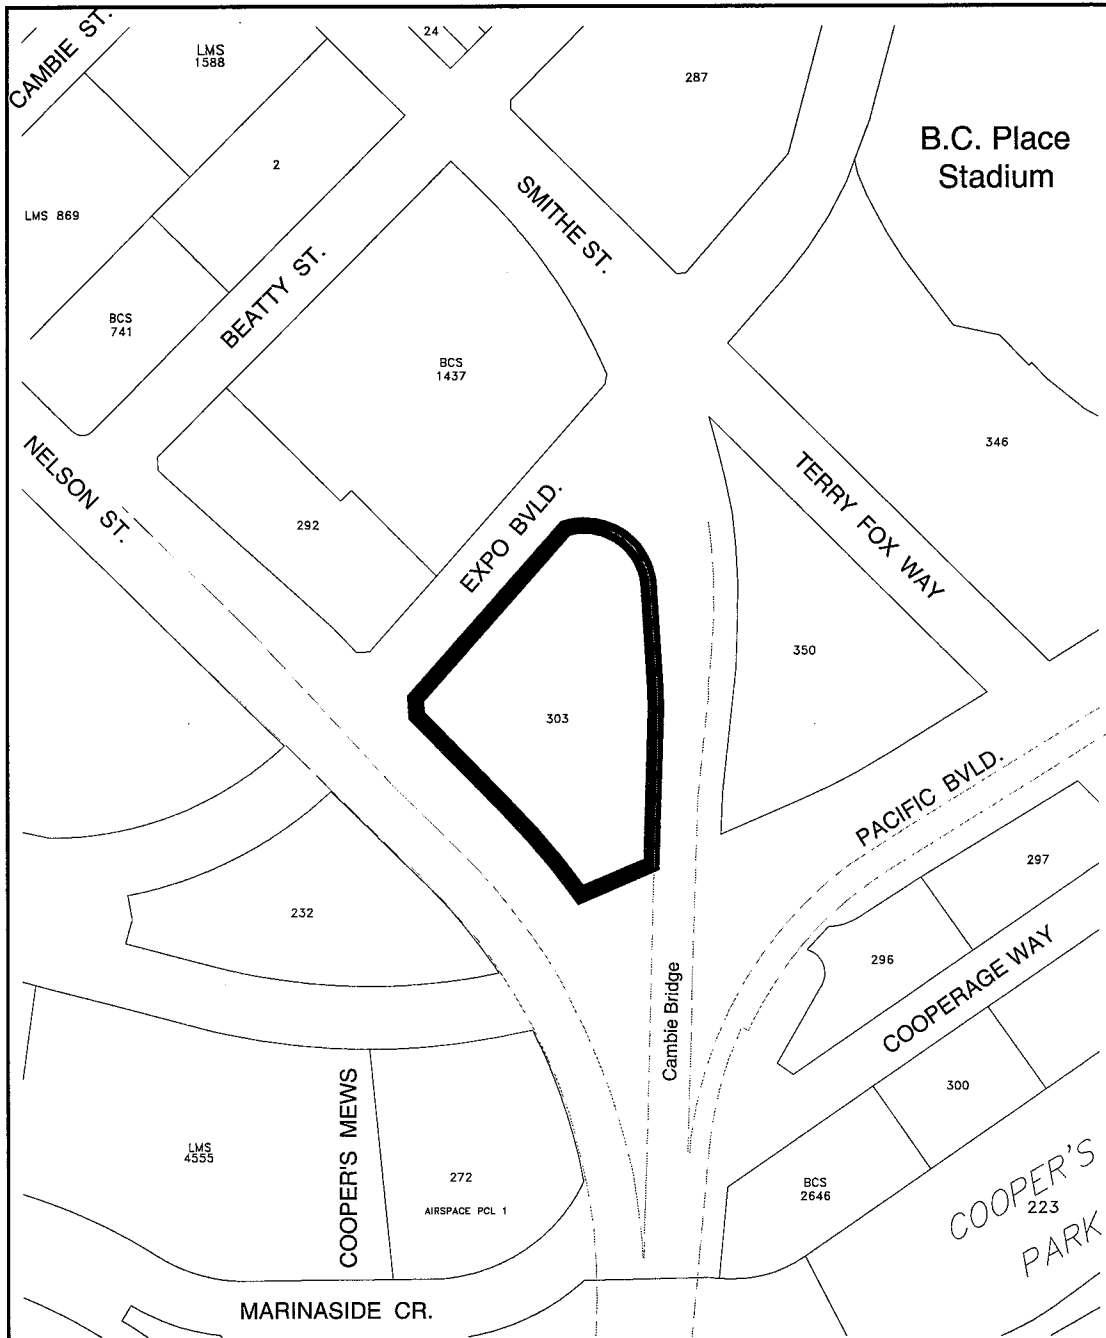 CAMBIE ST.
LMS
1588
24
287
B.C. Place
Stadium
2
LMS 869
SMITHE ST.
BEATTY ST.
BCS
741
BCS
1437
346
NELSON ST.
292
EXPO BVLD.
TERRY FOX WAY
350
303
PACIFIC BVLD.
297
232
296
COOPERAGE WAY
Cambie Bridge
300
COOPER'S MEWS
LMS
4555
272
AIRSPACE PCL 1
BCS
2646
COOPER'S
223
PARK
MARINASIDE CR.